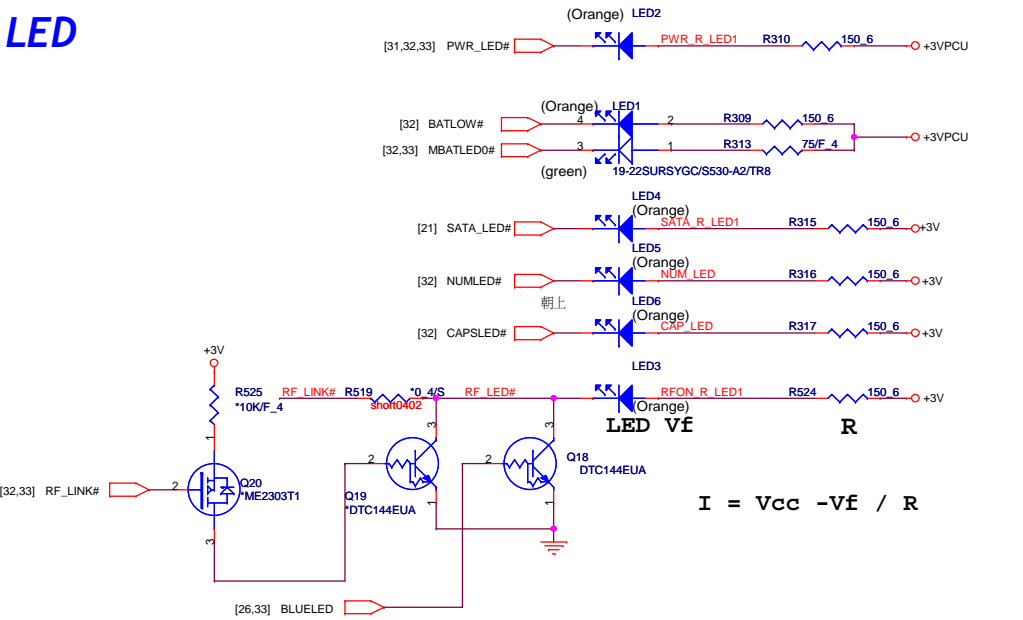 LED
(Orange) LED2
[31,32,33] PWR_LED# PWR_R_LED1 R310 150_6 +3VPCU
(Orange) LED1
[32] BATLOW# 4 2 R309 150_6
+3VPCU
[32,33] MBATLED0# 3 1 R313 75/F_4
(green) 19-22SURSYGC/S530-A2/TR8
LED4
(Orange)
[21] SATA_LED# SATA_R_LED1 R315 150_6 +3V
LED5
(Orange)
[32] NUMLED# NUM_LED R316 150_6 +3V
朝上
LED6
(Orange)
[32] CAPSLED# CAP_LED R317 150_6 +3V
+3V
LED3
R525 RF_LINK# R519 *0_4/S RF_LED# RFON_R_LED1 R524 150_6 +3V
*10K/F_4 short0402 (Orange)
LED Vf R
1 3 3
2 2 Q18
DTC144EUA
[32,33] RF_LINK# 2 Q20
*ME2303T1
Q19
*DTC144EUA
1 1
I = Vcc -Vf / R
3
[26,33] BLUELED